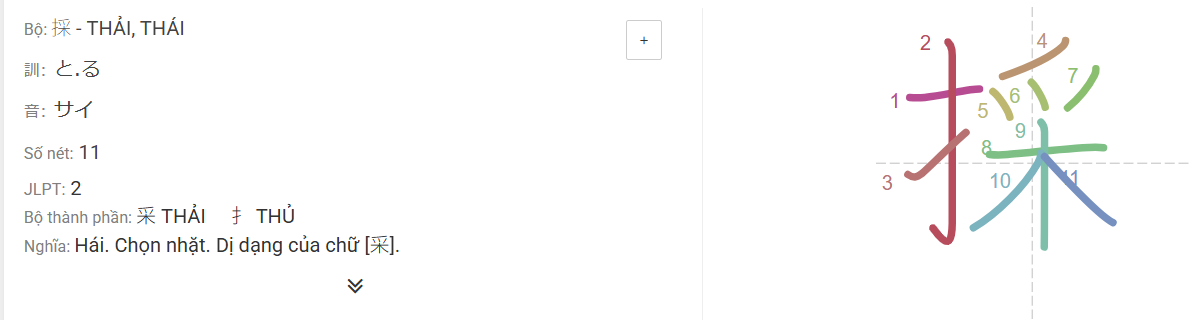 Bộ: 採 - THẢI, THÁI
+
訓: と.る
音: サイ
Số nét: 11
JLPT: 2
Bộ thành phần: 采 THẢI 扌 THỦ
Nghĩa: Hái. Chọn nhặt. Dị dạng của chữ [采].
採
1
2
3
4
5
6
7
8
9
10
11